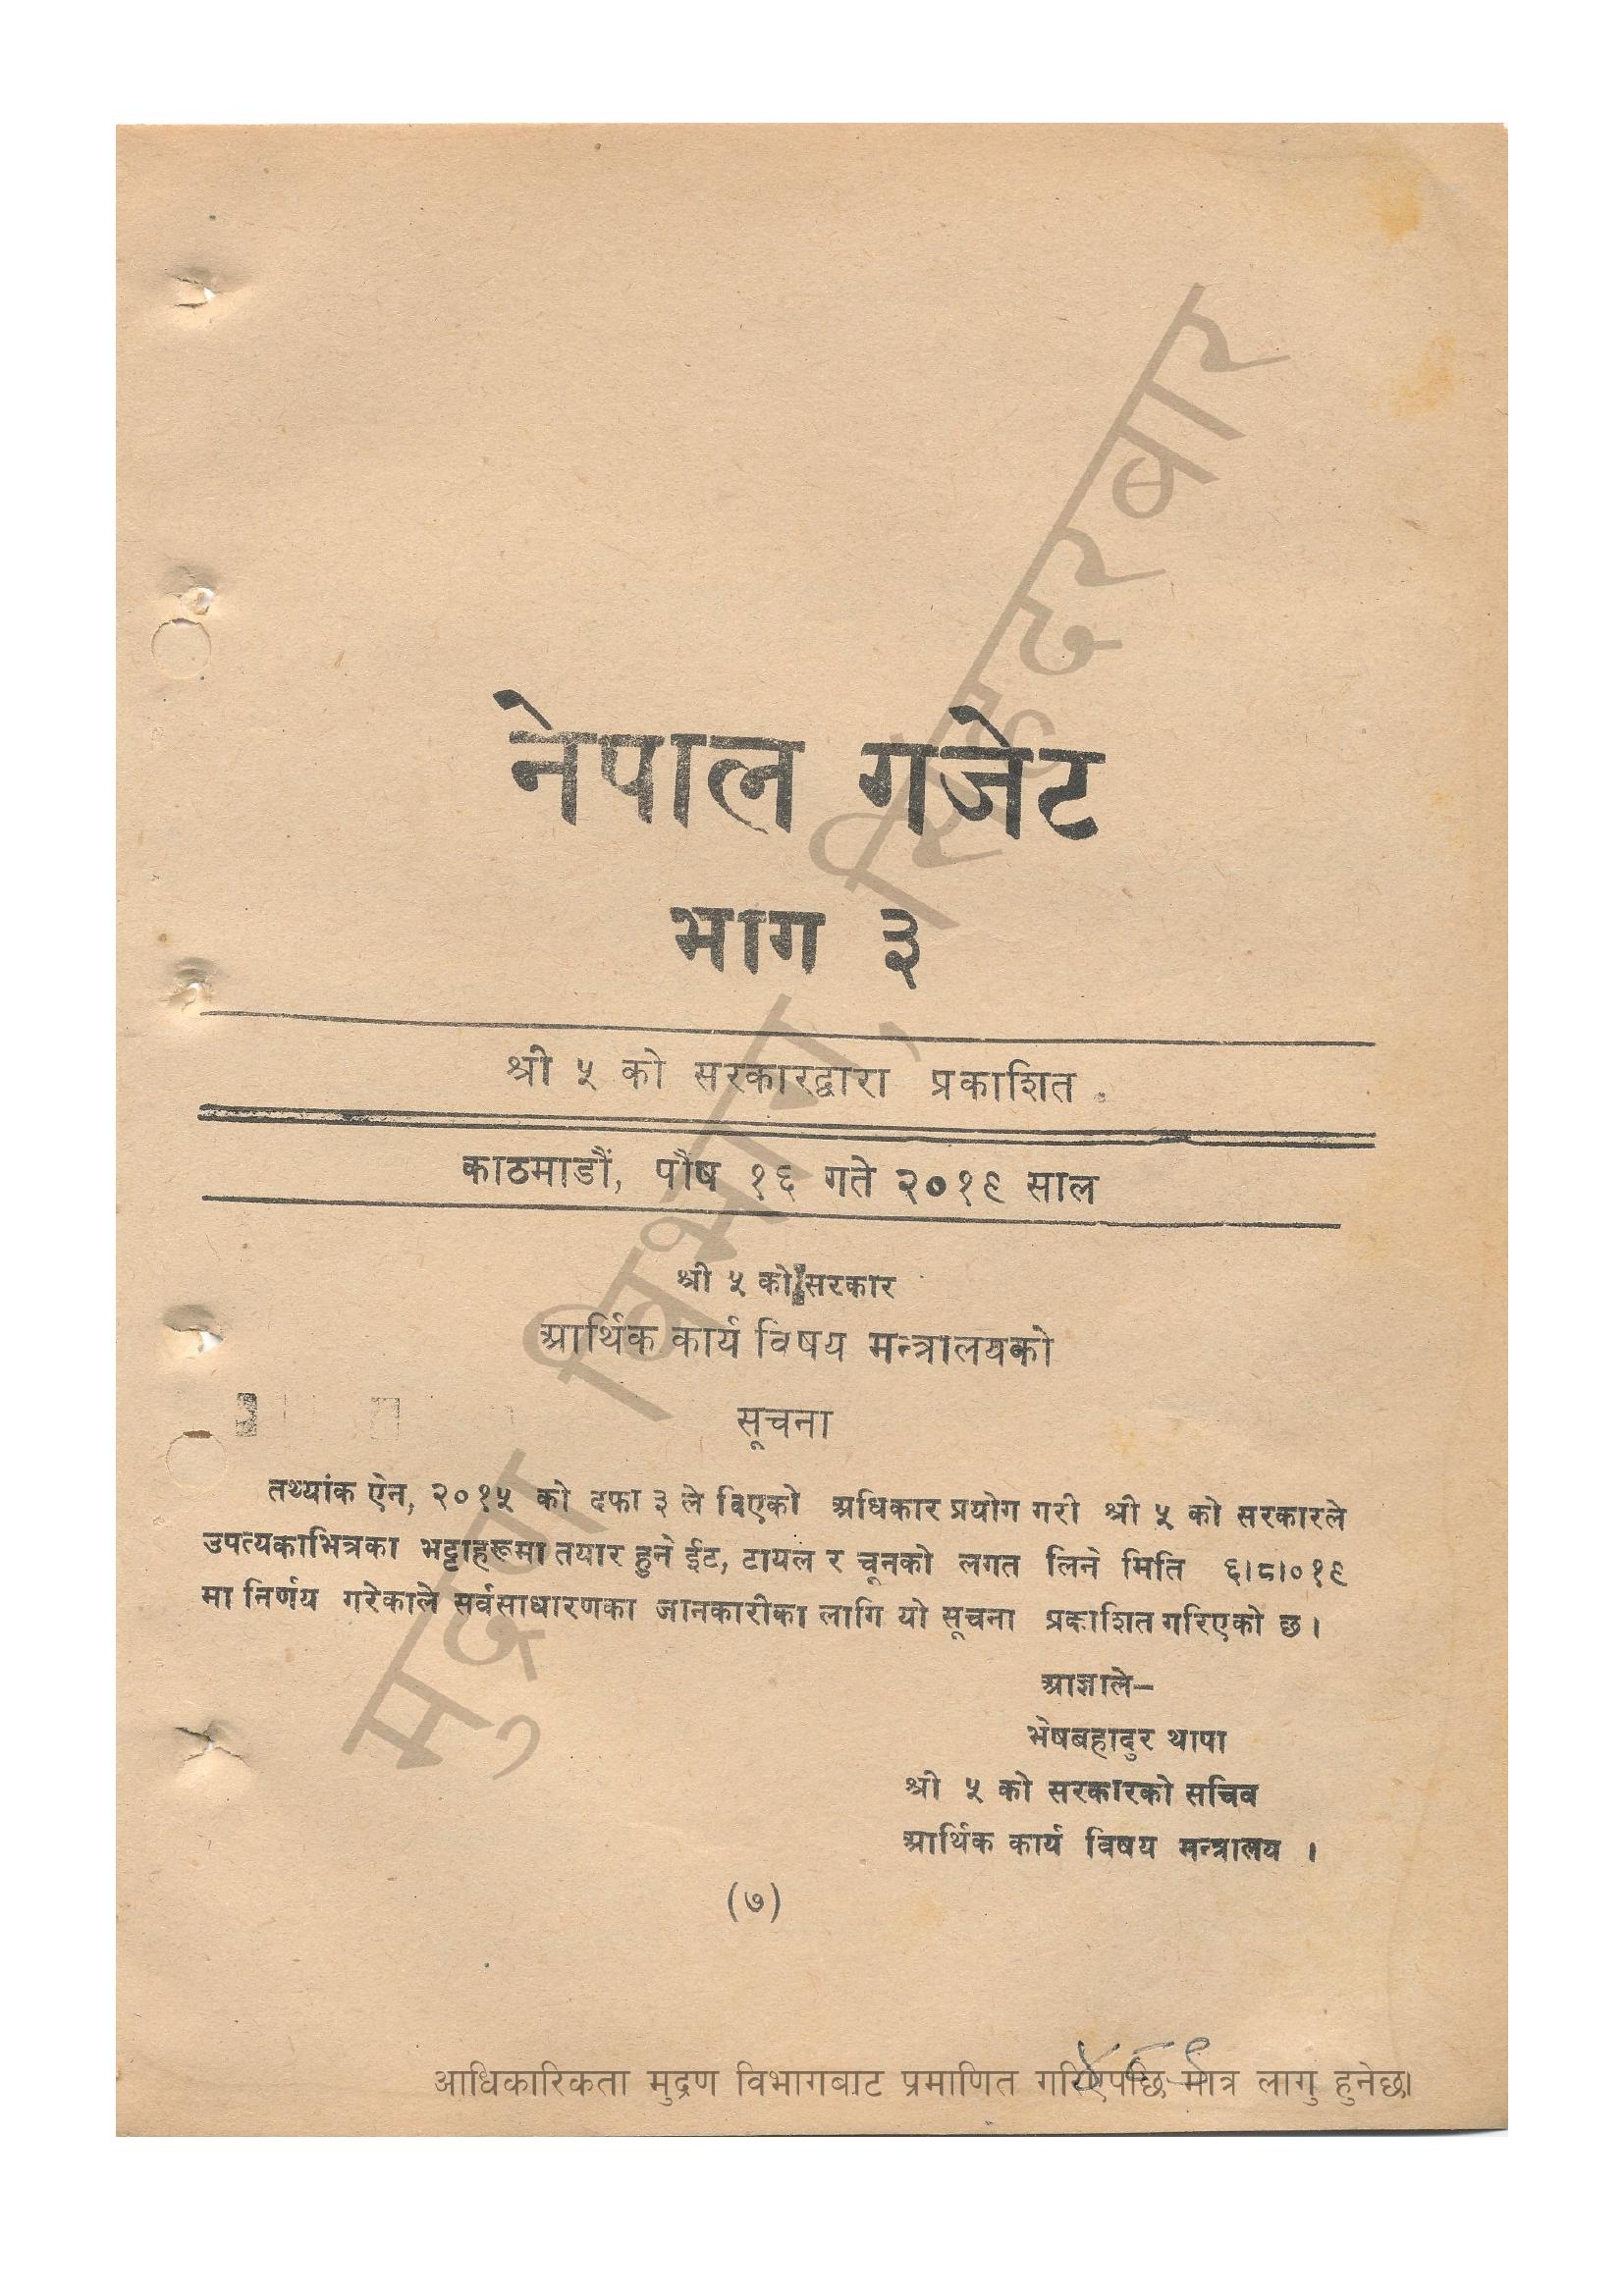 नेपाल गजेट
भाग ३
श्री ५ को सरकारद्वारा प्रकाशित
काठमाडौं, पौष १६ गते २०१९ साल
श्री ५ को सरकार
आर्थिक कार्य विषय मन्त्रालयको
सूचना
तथ्यांक ऐन, २०१५ को दफा ३ ले दिएको अधिकार प्रयोग गरी श्री ५ को सरकारले
उपत्यकाभित्रका भट्टाहरूमा तयार हुने ईट, टायल र चूनको लगत लिने मिति ६।८।०१९
मा निर्णय गरेकाले सर्वसाधारणका जानकारीका लागि यो सूचना प्रकाशित गरिएको छ।
आज्ञाले–
भेषबहादुर थापा
श्री ५ को सरकारको सचिव
आर्थिक कार्य विषय मन्त्रालय ।
(७)
आधिकारिकता मुद्रण विभागबाट प्रमाणित गरिएपछि मात्र लागु हुनेछ।
मुद्रण विभाग, सिंहदरबार